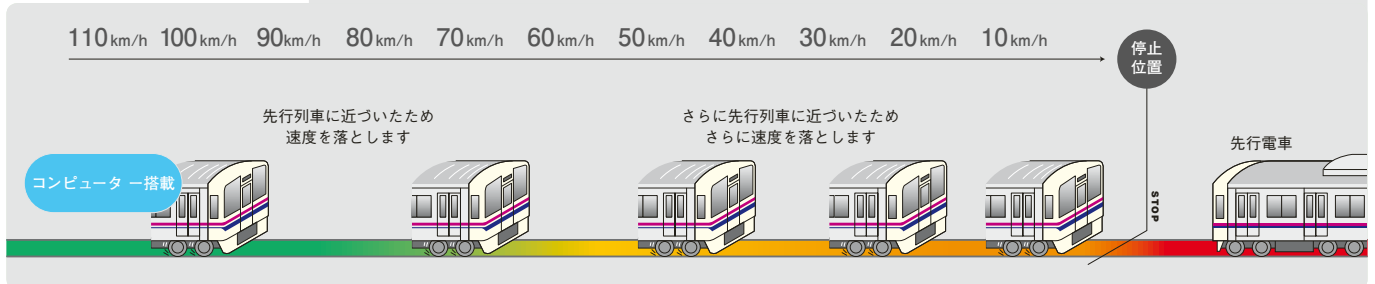 110km/h 100km/h 90km/h 80km/h 70km/h 60km/h 50km/h 40km/h 30km/h 20km/h 10km/h
停止
位置
先行列車に近づいたため
速度を落とします
さらに先行列車に近づいたため
さらに速度を落とします
先行電車
コンピュータ ー搭載
STOP